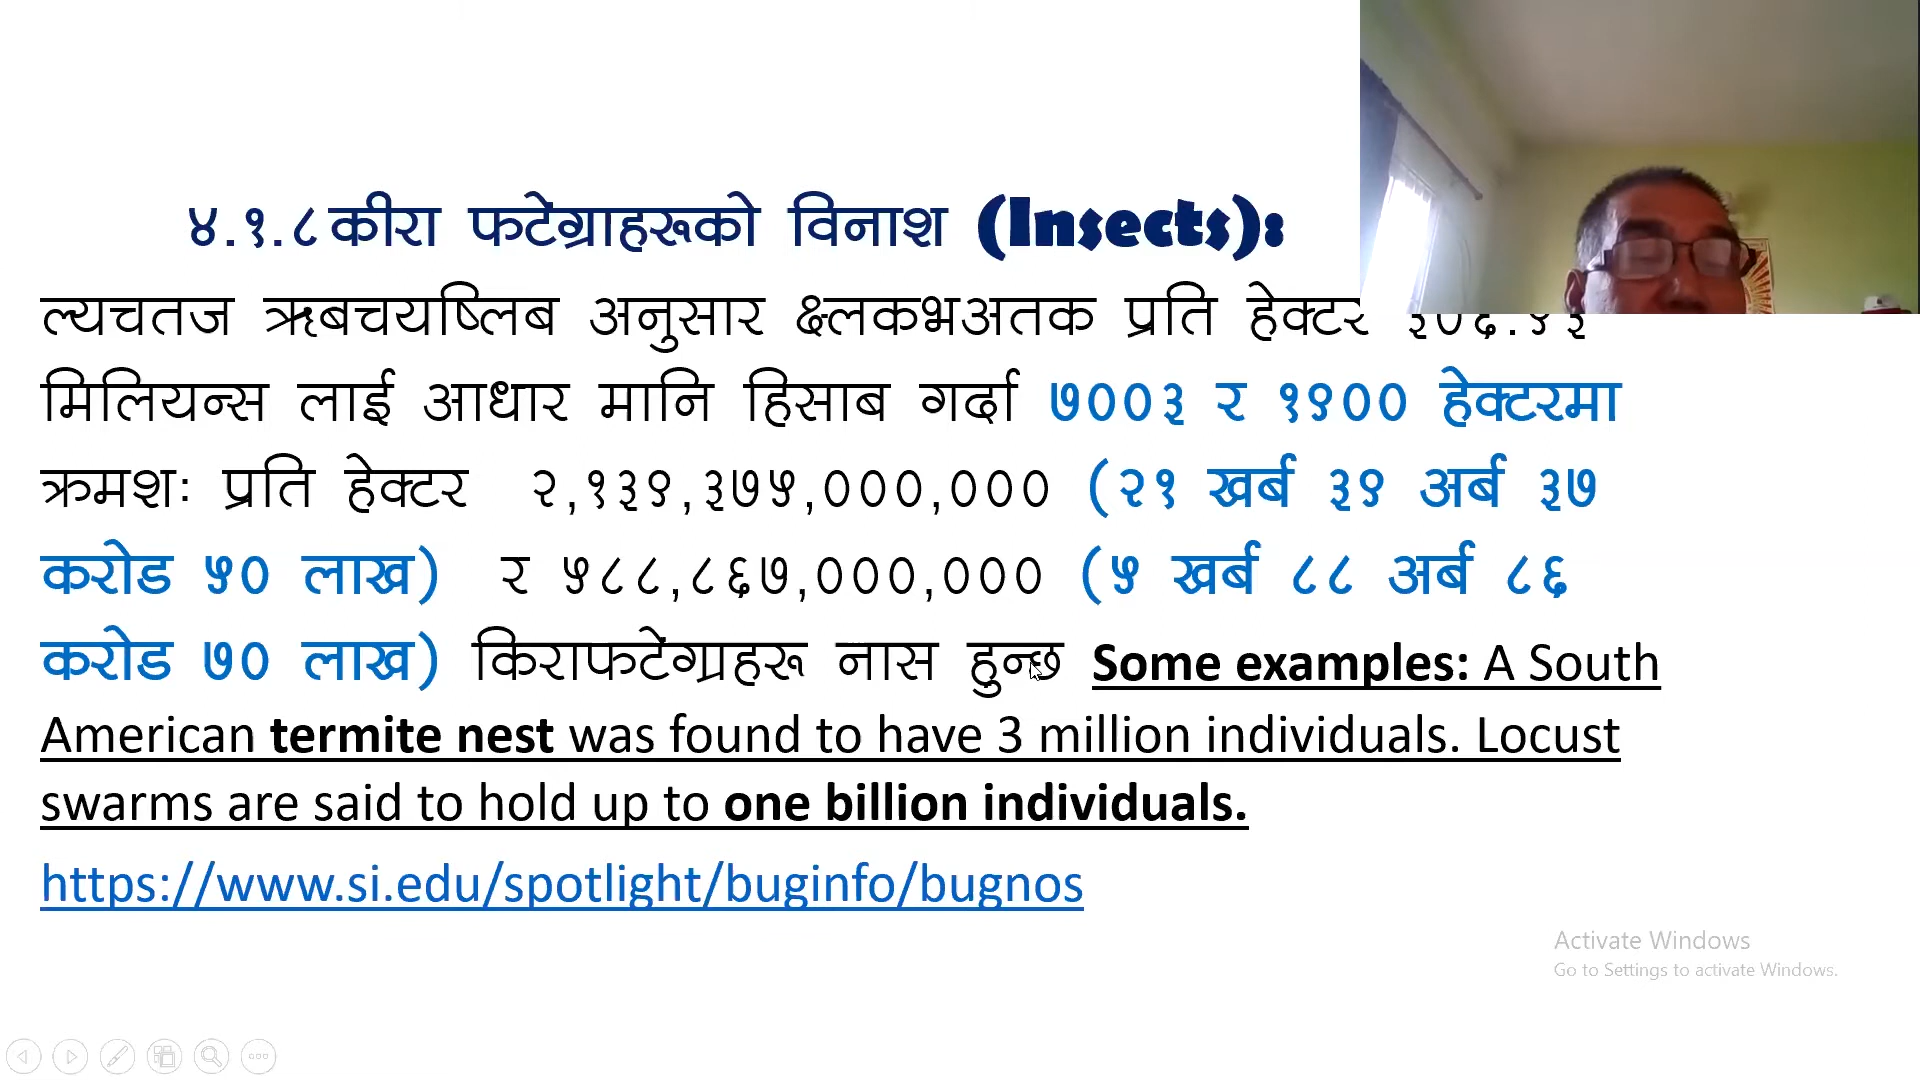 ४.१.८ कीरा फटेंग्राहरूको विनाश (Insects):
ल्यचतज ऋबचयष्लिब अनुसार क्ष्लकभअतक प्रति हेक्टर
मिलियन्स लाई आधार मानि हिसाब गर्दा ७००३ र १९०० हेक्टरमा
क्रमशः प्रति हेक्टर २,१३९,३७५,०००,००० (२१ खर्ब ३९ अर्ब ३७
करोड ५० लाख) र ५८८,८६७,०००,००० (५ खर्ब ८८ अर्ब ८६
करोड ७० लाख) किराफटेंग्राहरू नास हुन्छ Some examples: A South
American termite nest was found to have 3 million individuals. Locust
swarms are said to hold up to one billion individuals.
https://www.si.edu/spotlight/buginfo/bugnos
Activate Windows
Go to Settings to activate Windows.